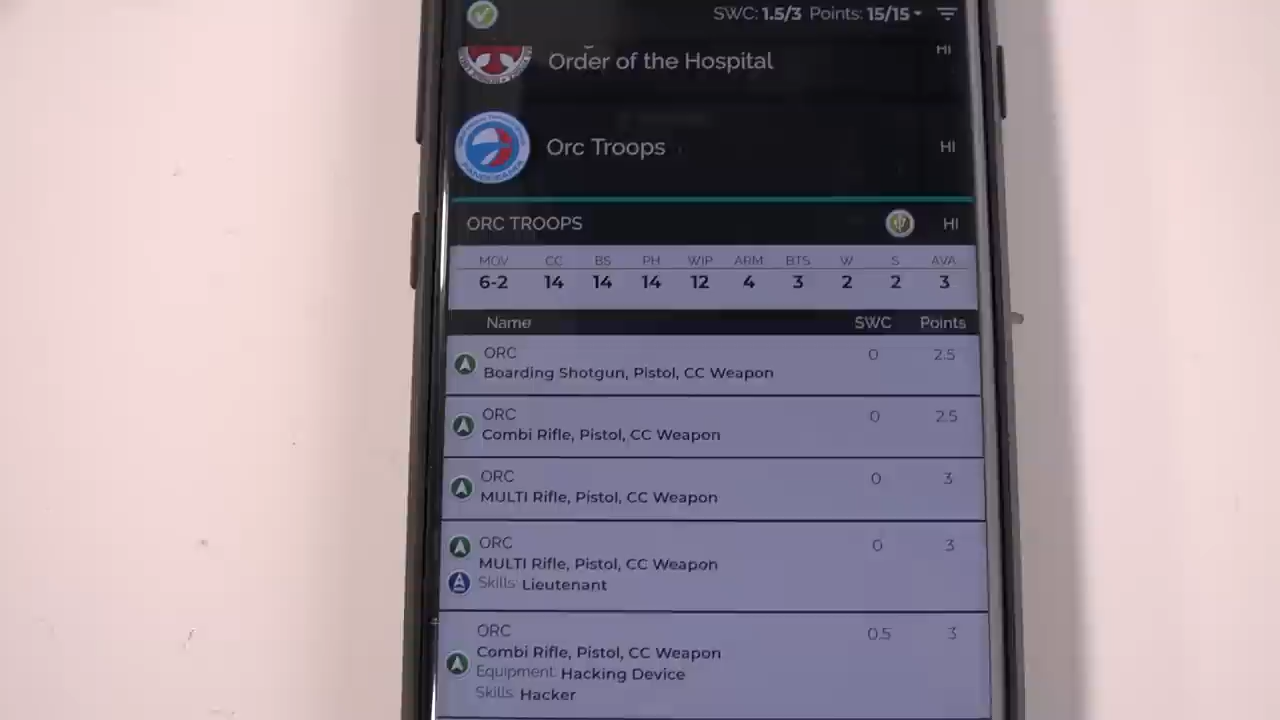 SWC: 1.5/3 Points: 15/15
Order of the Hospital
HI
Orc Troops
HI
ORC TROOPS
HI
MOV CC BS PH WIP ARM BTS W S AVA
6-2 14 14 14 12 4 3 2 2 3
Name SWC Points
ORC
Boarding Shotgun, Pistol, CC Weapon
0 2.5
ORC
Combi Rifle, Pistol, CC Weapon
0 2.5
ORC
MULTI Rifle, Pistol, CC Weapon
0 3
ORC
MULTI Rifle, Pistol, CC Weapon
Skills: Lieutenant
0 3
ORC
Combi Rifle, Pistol, CC Weapon
Equipment: Hacking Device
Skills: Hacker
0.5 3